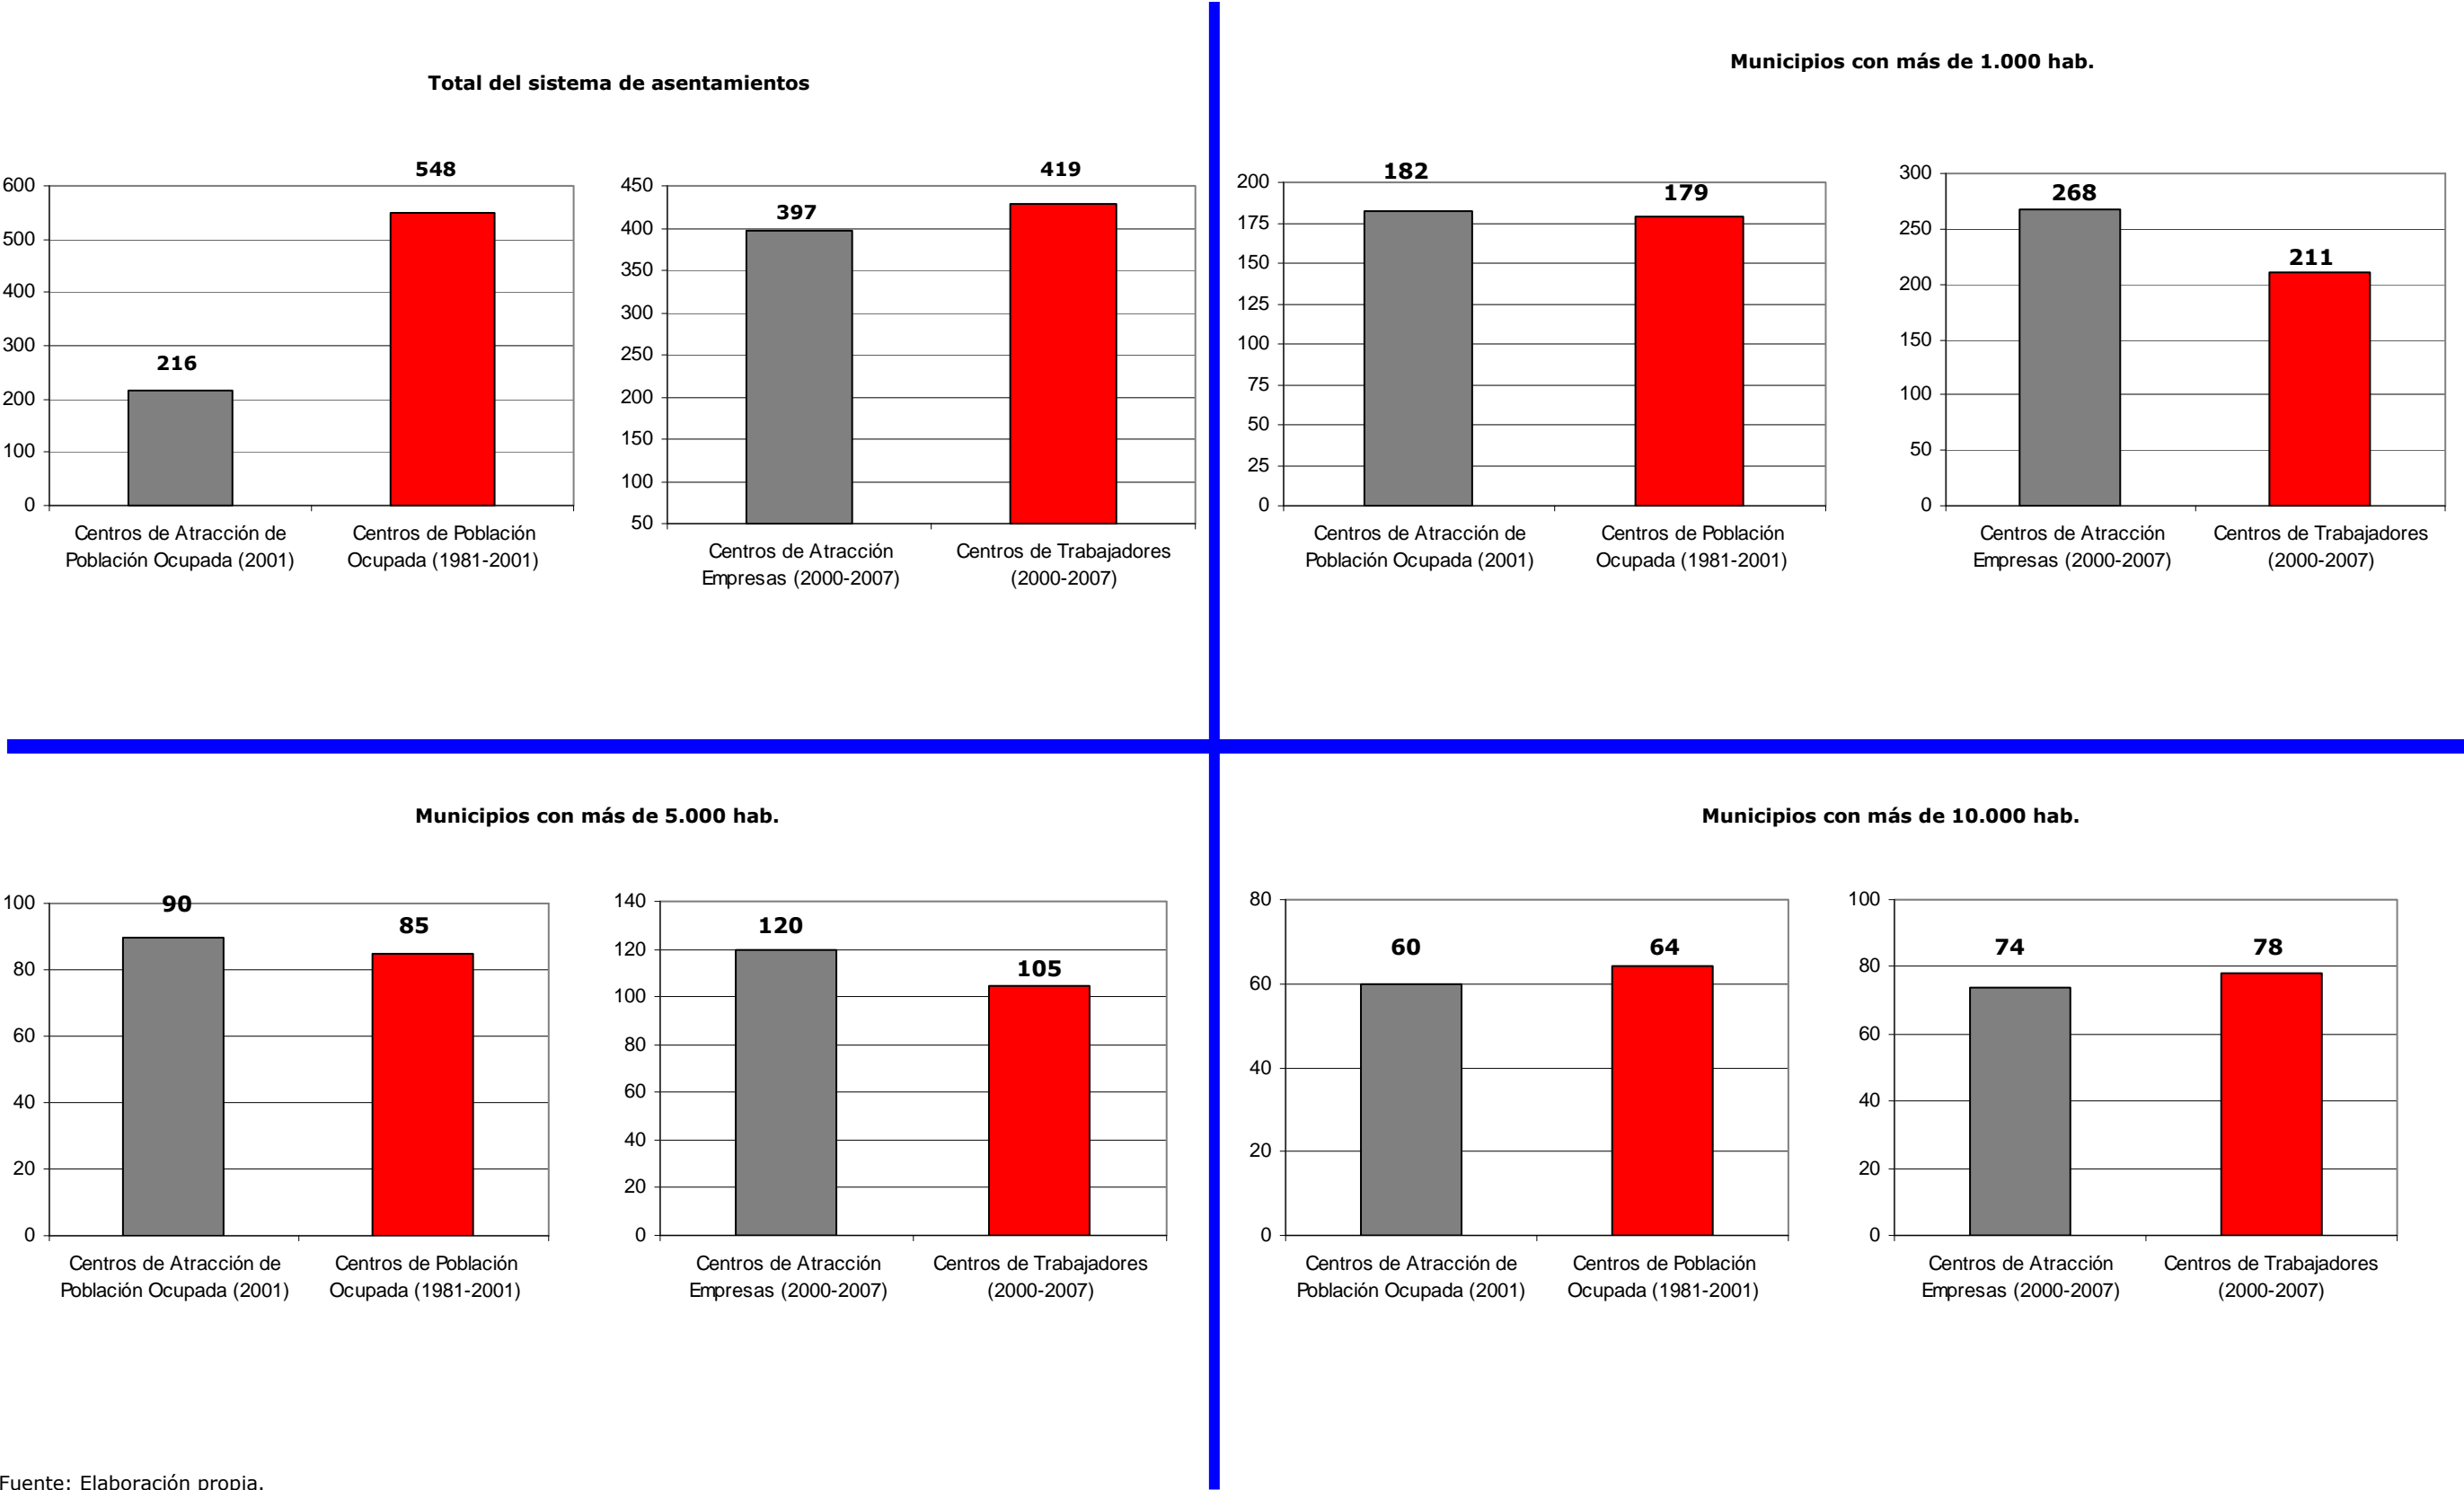 Total del sistema de asentamientos
548
216
600
500
400
300
200
100
0
Centros de Atracción de
Población Ocupada (2001)
Centros de Población
Ocupada (1981-2001)
419
397
450
400
350
300
250
200
150
100
50
Centros de Atracción
Empresas (2000-2007)
Centros de Trabajadores
(2000-2007)
Municipios con más de 1.000 hab.
182
179
200
175
150
125
100
75
50
25
0
Centros de Atracción de
Población Ocupada (2001)
Centros de Población
Ocupada (1981-2001)
268
211
300
250
200
150
100
50
0
Centros de Atracción
Empresas (2000-2007)
Centros de Trabajadores
(2000-2007)
Municipios con más de 5.000 hab.
90
85
100
80
60
40
20
0
Centros de Atracción de
Población Ocupada (2001)
Centros de Población
Ocupada (1981-2001)
120
105
140
120
100
80
60
40
20
0
Centros de Atracción
Empresas (2000-2007)
Centros de Trabajadores
(2000-2007)
Municipios con más de 10.000 hab.
60
64
80
60
40
20
0
Centros de Atracción de
Población Ocupada (2001)
Centros de Población
Ocupada (1981-2001)
74
78
100
80
60
40
20
0
Centros de Atracción
Empresas (2000-2007)
Centros de Trabajadores
(2000-2007)
Fuente: Elaboración propia.